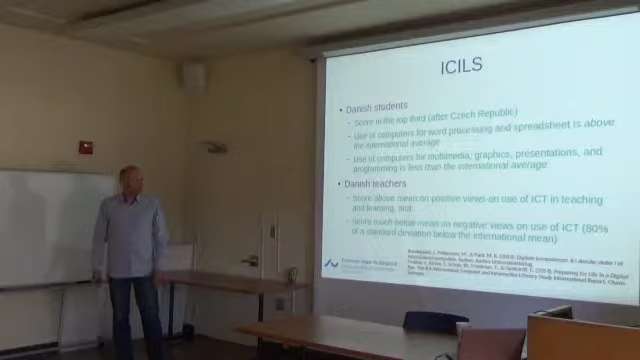 ICILS
• Danish students
– Score in the top third (after Czech Republic)
– Use of computers for word processing and spreadsheet is above
the international average
– Use of computers for multimedia, graphics, presentations, and
programming is less than the international average
• Danish teachers
– Score above mean on positive views on use of ICT in teaching
and learning, and
– Score much below mean on negative views on use of ICT (80%
of a standard deviation below the international mean)